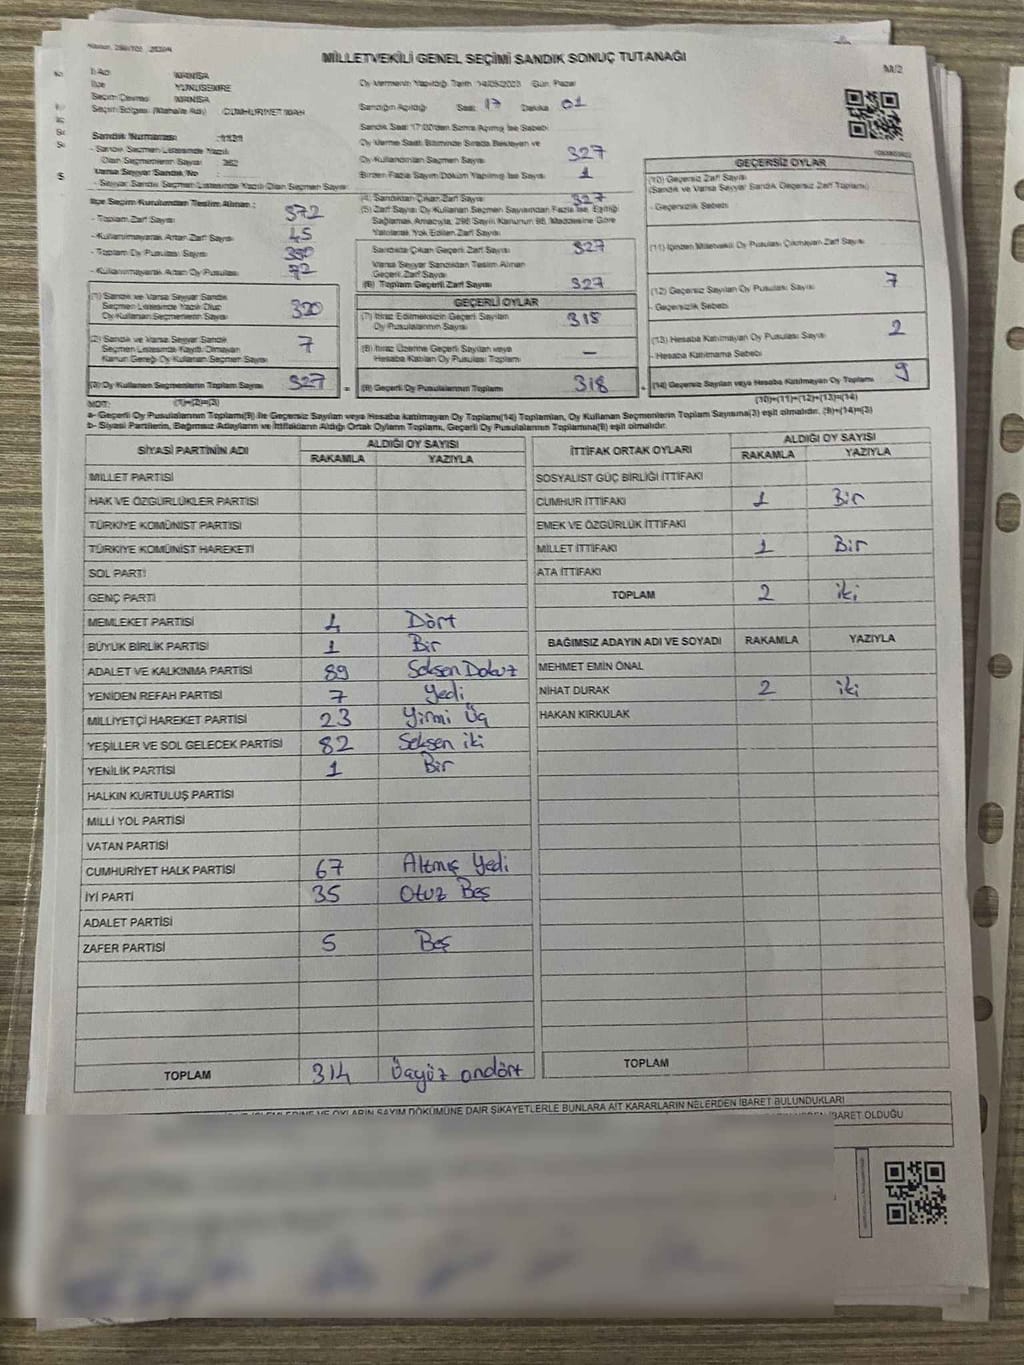 MİLLETVEKİLİ GENEL SEÇİMİ SANDIK SONUÇ TUTANAĞI
M/2
İl Adı MANİSA
İlçe YUNUSEMRE
Seçim Çevresi MANİSA
Seçim Bölgesi (Mahalle Adı) CUMHURİYET MAH
Oy Vermenin Yapıldığı Tarih 14/05/2023 Gün Pazar
Sandığın Açıldığı Saat 17 Dakika 01
Sandık Saat 17:00'den Sonra Açılmış İse Sebebi
Oy Verme Saati Bitiminde Sırada Bekleyen ve
Oy Kullandırılan Seçmen Sayısı 327
Birden Fazla Sayım Döküm Yapılmış İse Sayısı 1
Sandık Numarası
- Sandık Seçmen Listesinde Yazılı
Olan Seçmenlerin Sayısı
Varsa Seyyar Sandık No
- Seyyar Sandık Seçmen Listesinde Yazılı Olan Seçmen Sayısı
İlçe Seçim Kurulundan Teslim Alınan : 372
- Toplam Zarf Sayısı
- Kullanılmayarak Artan Zarf Sayısı 45
- Toplam Oy Pusulası Sayısı
- Kullanılmayarak Artan Oy Pusulası 72
(1) Sandık ve Varsa Seyyar Sandık
Seçmen Listesinde Yazılı Olup
Oy Kullanan Seçmenlerin Sayısı 320
(2) Sandık ve Varsa Seyyar Sandık
Seçmen Listesinde Kayıtlı Olmayan
Kanun Gereği Oy Kullanan Seçmen Sayısı 7
(3) Oy Kullanan Seçmenlerin Toplam Sayısı 327
(1)+(2)=(3)
(4) Sandıktan Çıkan Zarf Sayısı 327
(5) Zarf Sayısı Oy Kullanan Seçmen Sayısından Fazla İse, Eşitliği
Sağlamak Amacıyla, 298 Sayılı Kanunun 98. Maddesine Göre
Yakılarak Yok Edilen Zarf Sayısı
Sandıkta Çıkan Geçerli Zarf Sayısı 327
Varsa Seyyar Sandıktan Teslim Alınan
Geçerli Zarf Sayısı
(6) Toplam Geçerli Zarf Sayısı 327
GEÇERLİ OYLAR
(7) İtiraz Edilmeksizin Geçerli Sayılan
Oy Pusulalarının Sayısı 318
(8) İtiraz Üzerine Geçerli Sayılan veya
Hesaba Katılan Oy Pusulası Toplamı –
= (9) Geçerli Oy Pusulalarının Toplamı 318
GEÇERSİZ OYLAR
(10) Geçersiz Zarf Sayısı
(Sandık ve Varsa Seyyar Sandık Geçersiz Zarf Toplamı)
- Geçersizlik Sebebi
(11) İçinden Milletvekili Oy Pusulası Çıkmayan Zarf Sayısı
(12) Geçersiz Sayılan Oy Pusulası Sayısı 7
- Geçersizlik Sebebi
(13) Hesaba Katılmayan Oy Pusulası Sayısı 2
- Hesaba Katılmama Sebebi
+ (14) Geçersiz Sayılan veya Hesaba Katılmayan Oy Toplamı 9
(10)+(11)+(12)+(13)=(14)
NOT:
a- Geçerli Oy Pusulalarının Toplamı(9) ile Geçersiz Sayılan veya Hesaba katılmayan Oy Toplamı(14) Toplamları, Oy Kullanan Seçmenlerin Toplam Sayısına(3) eşit olmalıdır. (9)+(14)=(3)
b- Siyasi Partilerin, Bağımsız Adayların ve İttifakların Aldığı Ortak Oyların Toplamı, Geçerli Oy Pusulalarının Toplamına(9) eşit olmalıdır.
SİYASİ PARTİNİN ADI
ALDIĞI OY SAYISI
RAKAMLA YAZIYLA
MİLLET PARTİSİ
HAK VE ÖZGÜRLÜKLER PARTİSİ
TÜRKİYE KOMÜNİST PARTİSİ
TÜRKİYE KOMÜNİST HAREKETİ
SOL PARTİ
GENÇ PARTİ
MEMLEKET PARTİSİ 4 Dört
BÜYÜK BİRLİK PARTİSİ 1 Bir
ADALET VE KALKINMA PARTİSİ 89 Seksen Dokuz
YENİDEN REFAH PARTİSİ 7 Yedi
MİLLİYETÇİ HAREKET PARTİSİ 23 Yirmi Üç
YEŞİLLER VE SOL GELECEK PARTİSİ 82 Seksen iki
YENİLİK PARTİSİ 1 Bir
HALKIN KURTULUŞ PARTİSİ
MİLLİ YOL PARTİSİ
VATAN PARTİSİ
CUMHURİYET HALK PARTİSİ 67 Altmış Yedi
İYİ PARTİ 35 Otuz Beş
ADALET PARTİSİ
ZAFER PARTİSİ 5 Beş
TOPLAM 314 Üçyüz ondört
İTTİFAK ORTAK OYLARI
ALDIĞI OY SAYISI
RAKAMLA YAZIYLA
SOSYALİST GÜÇ BİRLİĞİ İTTİFAKI
CUMHUR İTTİFAKI 1 Bir
EMEK VE ÖZGÜRLÜK İTTİFAKI
MİLLET İTTİFAKI 1 Bir
ATA İTTİFAKI
TOPLAM 2 iki
BAĞIMSIZ ADAYIN ADI VE SOYADI RAKAMLA YAZIYLA
MEHMET EMİN ÖNAL
NİHAT DURAK 2 iki
HAKAN KIRKULAK
TOPLAM
İŞLEMLERİNE VE OYLARIN SAYIM DÖKÜMÜNE DAİR ŞİKAYETLERLE BUNLARA AİT KARARLARIN NELERDEN İBARET BULUNDUKLARI
İBARET OLDUĞU